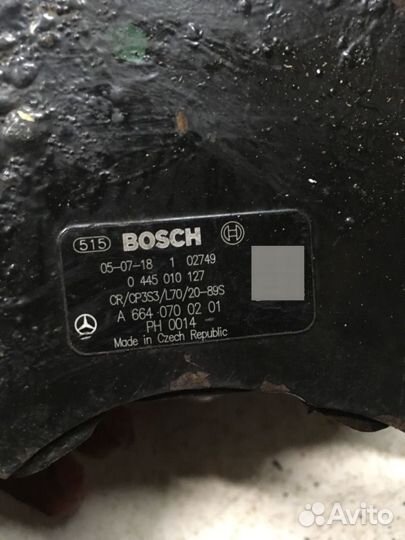 515 BOSCH
05-07-18 1 02749
0 445 010 127
CR/CP3S3/L70/20-89S
A 664 070 02 01
PH 0014
Made in Czech Republic
Avito